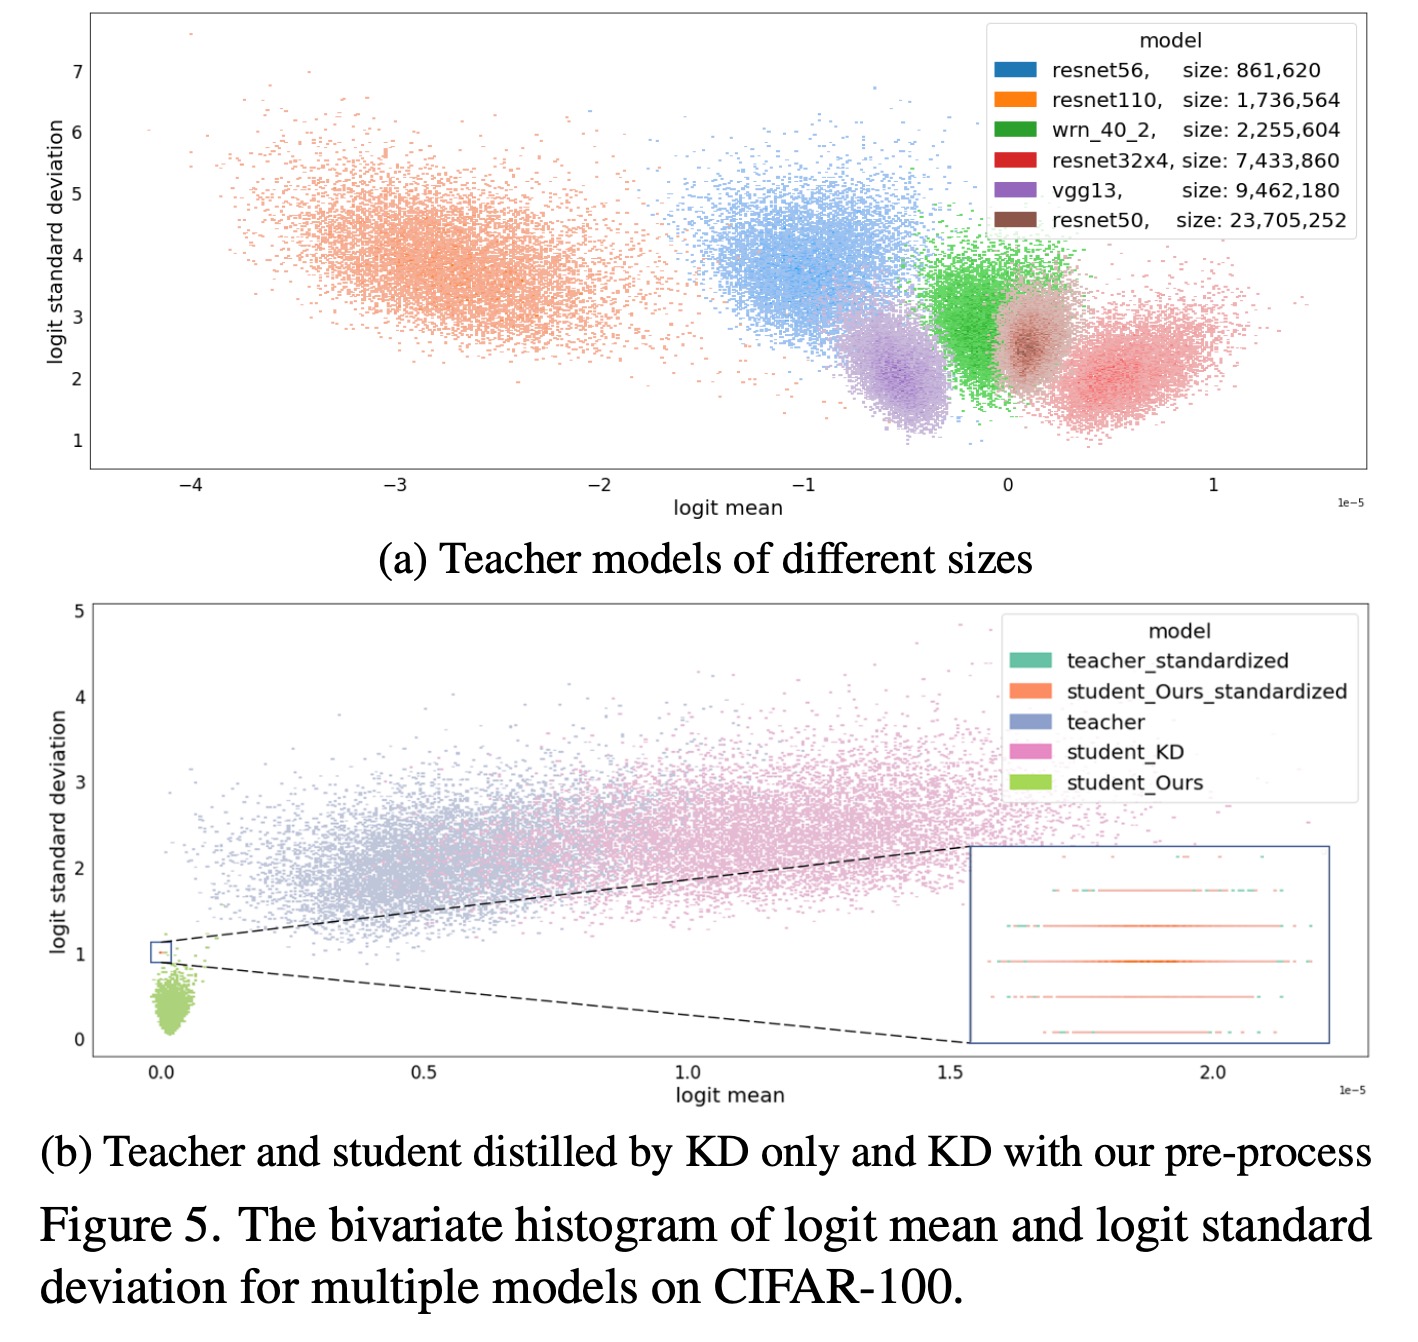 7
6
5
4
3
2
1
logit standard deviation
model
resnet56, size: 861,620
resnet110, size: 1,736,564
wrn_40_2, size: 2,255,604
resnet32x4, size: 7,433,860
vgg13, size: 9,462,180
resnet50, size: 23,705,252
−4 −3 −2 −1 0 1
1e−5
logit mean
(a) Teacher models of different sizes
5
4
3
2
1
0
logit standard deviation
model
teacher_standardized
student_Ours_standardized
teacher
student_KD
student_Ours
0.0 0.5 1.0 1.5 2.0
1e−5
logit mean
(b) Teacher and student distilled by KD only and KD with our pre-process
Figure 5. The bivariate histogram of logit mean and logit standard
deviation for multiple models on CIFAR-100.